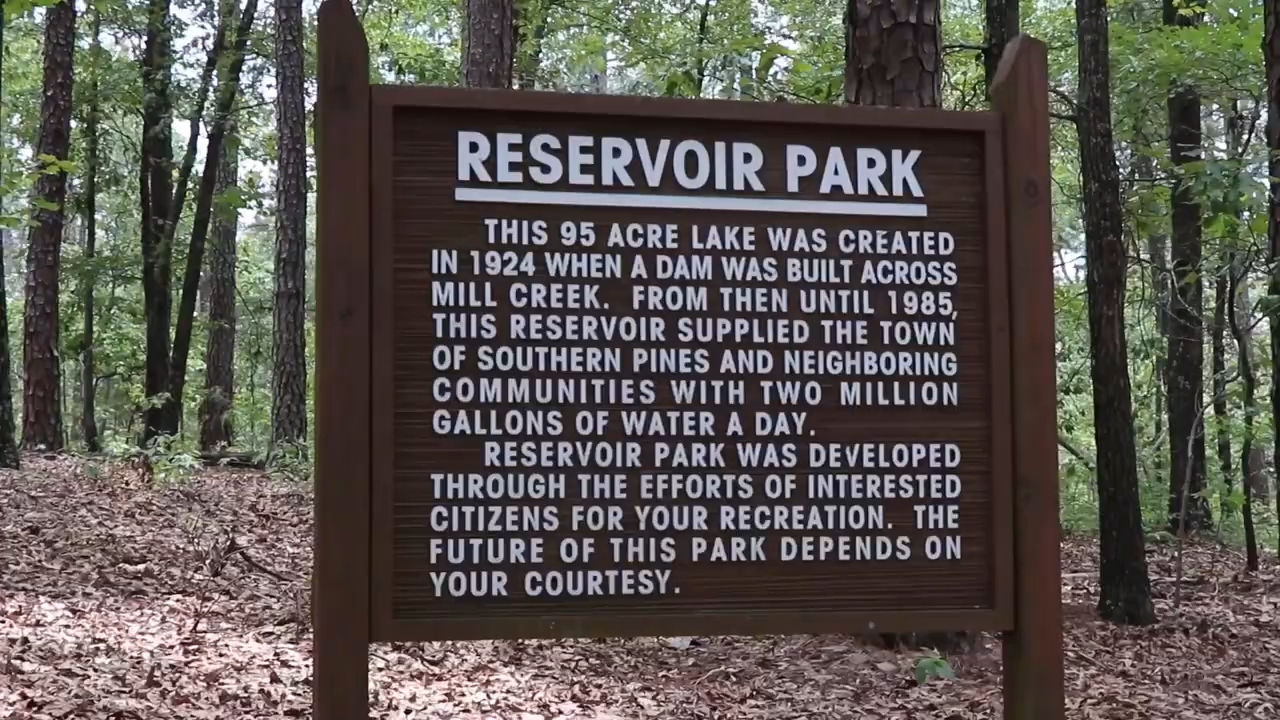 RESERVOIR PARK
THIS 95 ACRE LAKE WAS CREATED
IN 1924 WHEN A DAM WAS BUILT ACROSS
MILL CREEK. FROM THEN UNTIL 1985,
THIS RESERVOIR SUPPLIED THE TOWN
OF SOUTHERN PINES AND NEIGHBORING
COMMUNITIES WITH TWO MILLION
GALLONS OF WATER A DAY.
RESERVOIR PARK WAS DEVELOPED
THROUGH THE EFFORTS OF INTERESTED
CITIZENS FOR YOUR RECREATION. THE
FUTURE OF THIS PARK DEPENDS ON
YOUR COURTESY.